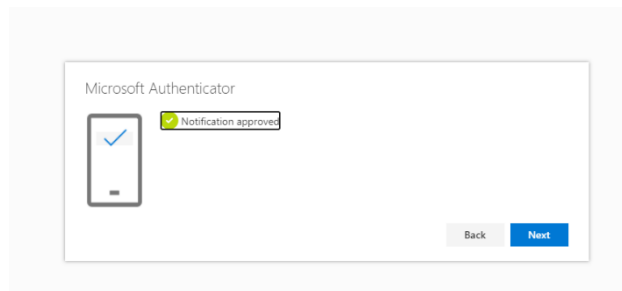 Microsoft Authenticator
Notification approved
Back
Next